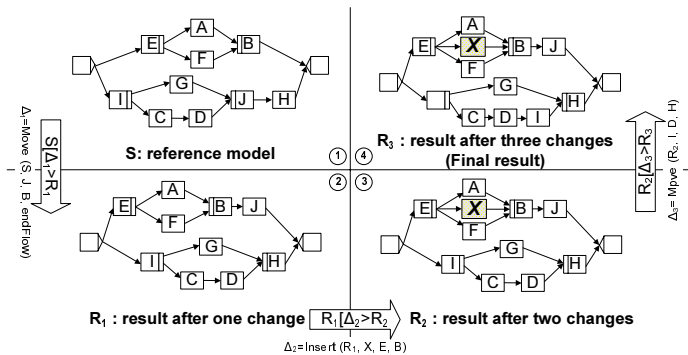 A
E
B
F
G
I
J
H
C
D
S: reference model
1
Δ1=Move (S, J, B, endFlow)
S[Δ1>R1
2
A
E
B
J
F
G
I
H
C
D
R1 : result after one change
R1[Δ2>R2
Δ2=Insert (R1, X, E, B)
3
A
E
X
B
J
F
G
I
H
C
D
R2 : result after two changes
R2[Δ3>R3
Δ3= Mpve (R2, I, D, H)
4
A
E
X
B
J
F
G
H
C
D
I
R3 : result after three changes
(Final result)